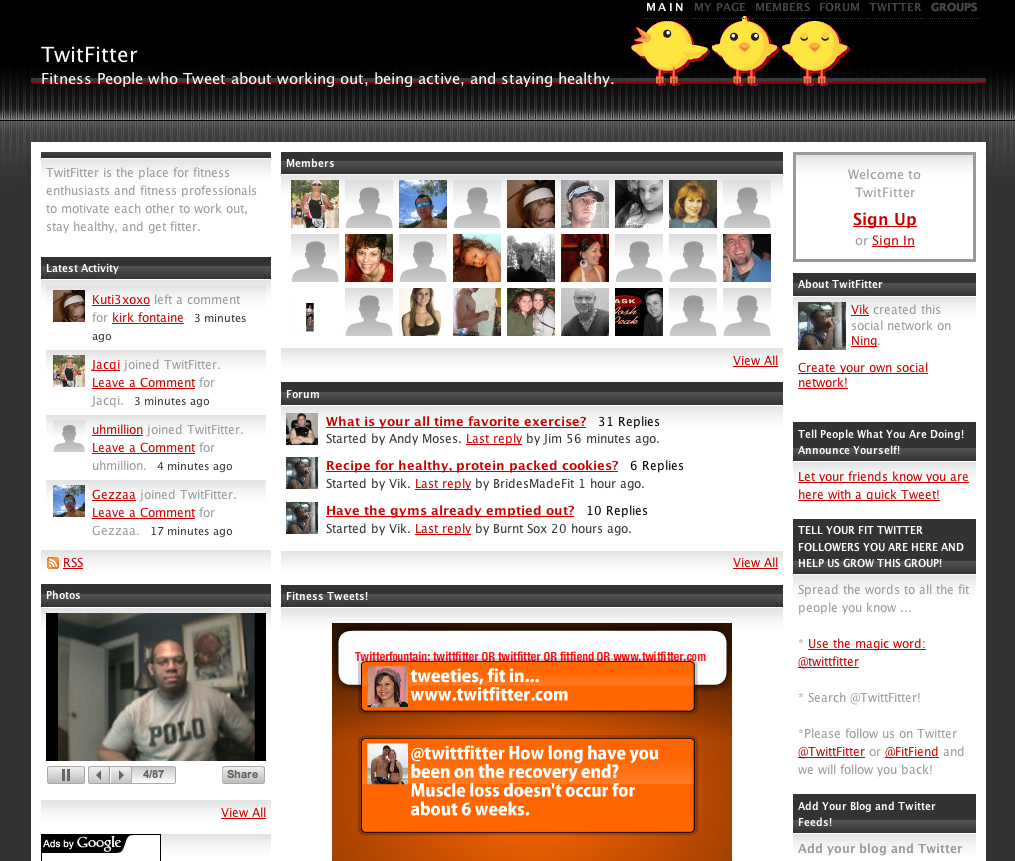 MAIN MY PAGE MEMBERS FORUM TWITTER GROUPS
TwitFitter
Fitness People who Tweet about working out, being active, and staying healthy.
TwitFitter is the place for fitness
enthusiasts and fitness professionals
to motivate each other to work out,
stay healthy, and get fitter.
Latest Activity
Kuti3xoxo left a comment
for kirk fontaine 3 minutes
ago
Jacqi joined TwitFitter.
Leave a Comment for
Jacqi. 3 minutes ago
uhmillion joined TwitFitter.
Leave a Comment for
uhmillion. 4 minutes ago
Gezzaa joined TwitFitter.
Leave a Comment for
Gezzaa. 17 minutes ago
RSS
Photos
POLO
4/87
Share
View All
Ads by Google
Members
ASK
Josh
Peak
View All
Forum
What is your all time favorite exercise? 31 Replies
Started by Andy Moses. Last reply by Jim 56 minutes ago.
Recipe for healthy, protein packed cookies? 6 Replies
Started by Vik. Last reply by BridesMadeFit 1 hour ago.
Have the gyms already emptied out? 10 Replies
Started by Vik. Last reply by Burnt Sox 20 hours ago.
View All
Fitness Tweets!
Twitterfountain: twittfitter OR twitfitter OR fitfiend OR www.twitfitter.com
tweeties, fit in...
www.twitfitter.com
@twittfitter How long have you
been on the recovery end?
Muscle loss doesn't occur for
about 6 weeks.
Welcome to
TwitFitter
Sign Up
or Sign In
About TwitFitter
Vik created this
social network on
Ning.
Create your own social
network!
Tell People What You Are Doing!
Announce Yourself!
Let your friends know you are
here with a quick Tweet!
TELL YOUR FIT TWITTER
FOLLOWERS YOU ARE HERE AND
HELP US GROW THIS GROUP!
Spread the words to all the fit
people you know ...
* Use the magic word:
@twittfitter
* Search @TwittFitter!
*Please follow us on Twitter
@TwittFitter or @FitFiend and
we will follow you back!
Add Your Blog and Twitter
Feeds!
Add your blog and Twitter